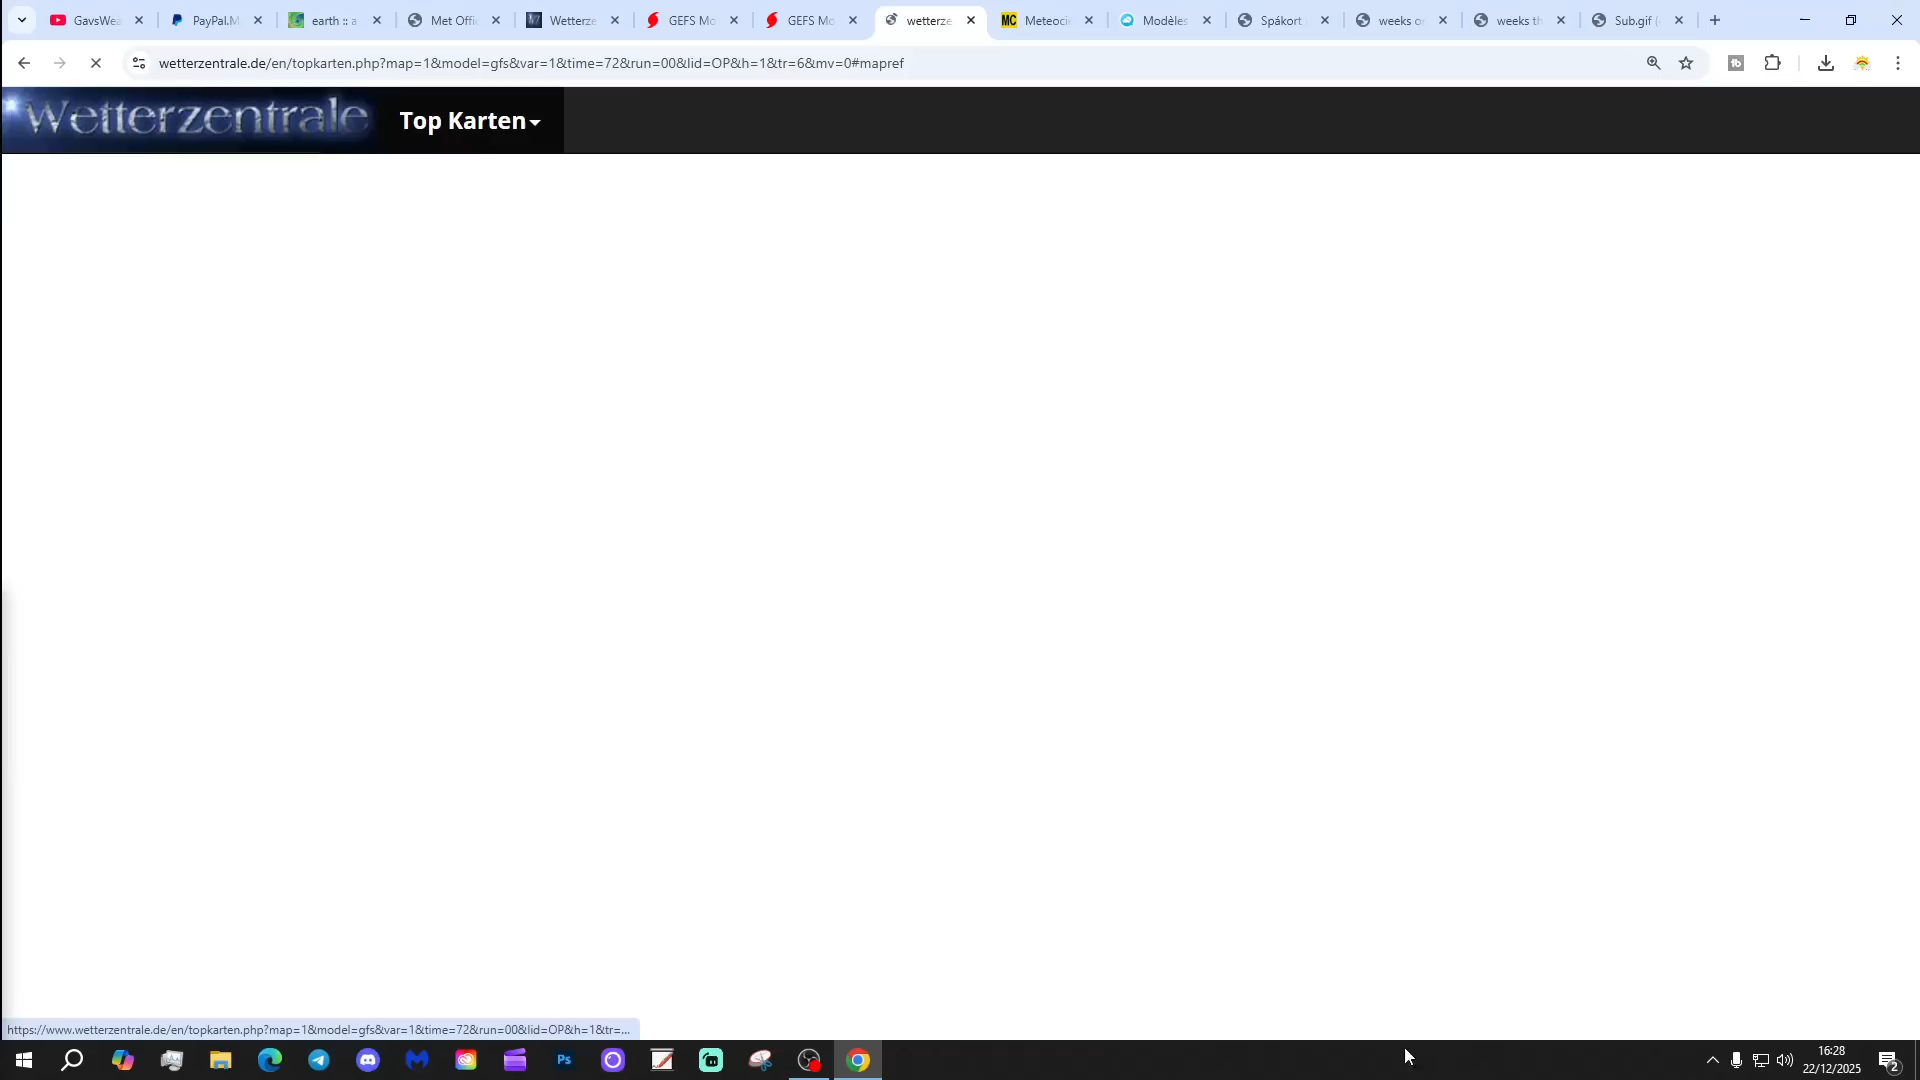 GavsWea
PayPal.M
earth :: a
Met Offi
Wetterze
GEFS Mo
GEFS Mo
wetterze
MC
Meteoci
Modèles
Spákort
weeks o
weeks th
Sub.gif (
wetterzentrale.de/en/topkarten.php?map=1&model=gfs&var=1&time=72&run=00&lid=OP&h=1&tr=6&mv=0#mapref
Wetterzentrale
Top Karten
https://www.wetterzentrale.de/en/topkarten.php?map=1&model=gfs&var=1&time=72&run=00&lid=OP&h=1&tr=...
Ps
16:28
22/12/2025
2